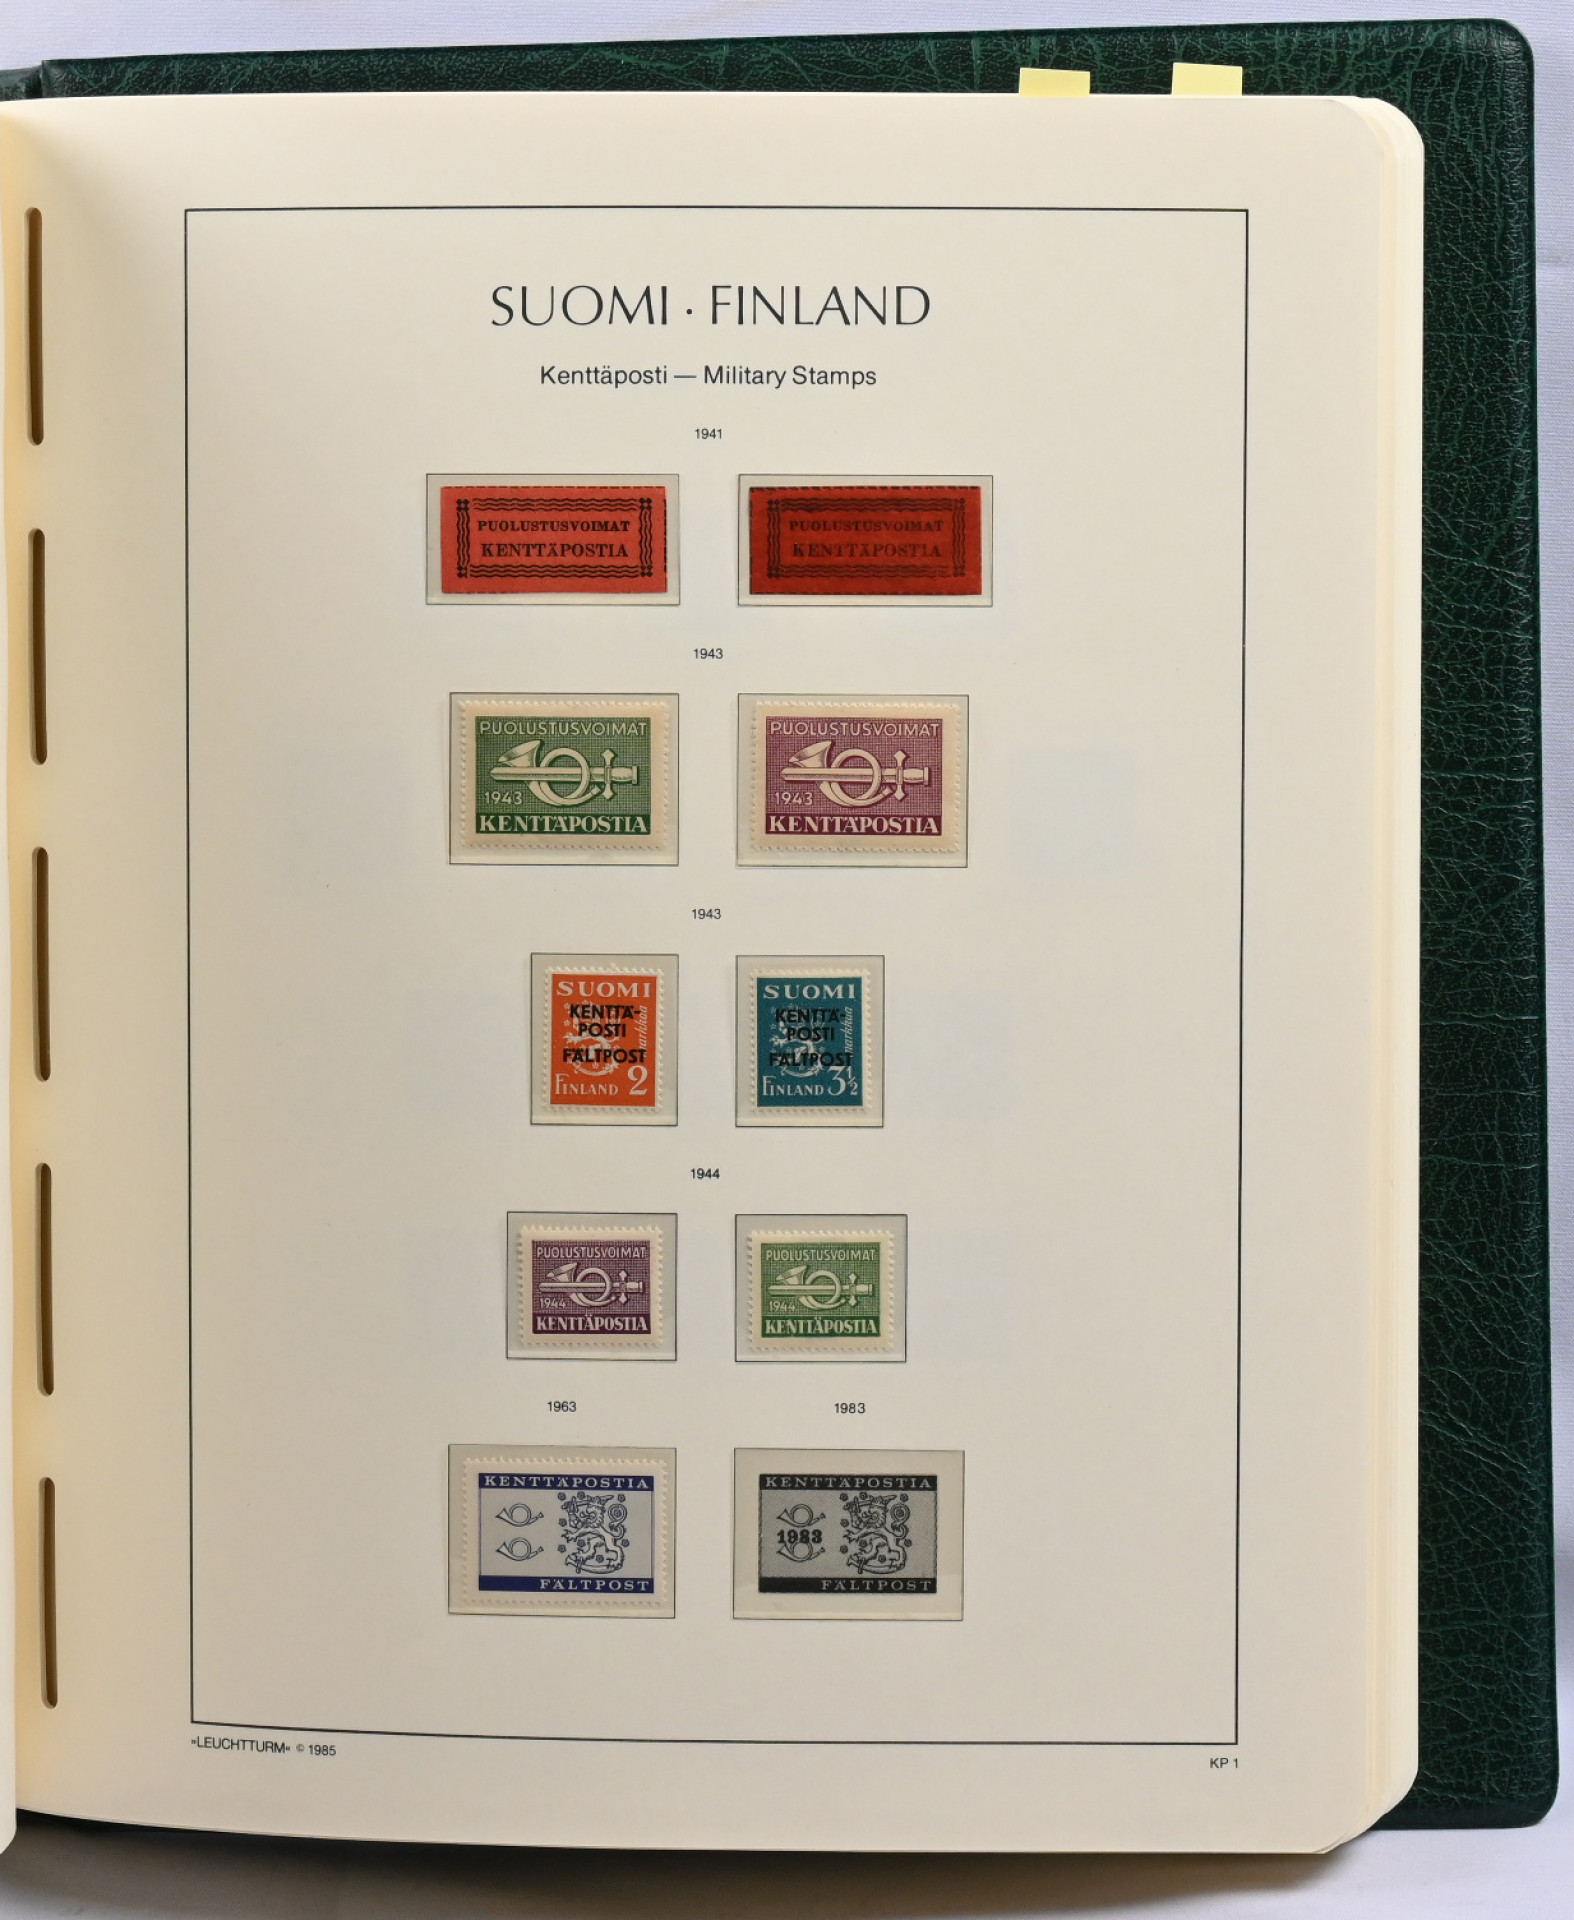 SUOMI · FINLAND
Kenttäposti — Military Stamps
1941
PUOLUSTUSVOIMAT
KENTTÄPOSTIA
PUOLUSTUSVOIMAT
KENTTÄPOSTIA
1943
PUOLUSTUSVOIMAT
1943
KENTTÄPOSTIA
PUOLUSTUSVOIMAT
1943
KENTTÄPOSTIA
1943
SUOMI
KENTTÄ-
POSTI
FÄLTPOST
markkaa
FINLAND 2
SUOMI
KENTTÄ-
POSTI
FÄLTPOST
markkaa
FINLAND 3½
1944
PUOLUSTUSVOIMAT
1944
KENTTÄPOSTIA
PUOLUSTUSVOIMAT
1944
KENTTÄPOSTIA
1963
KENTTÄPOSTIA
FÄLTPOST
1983
KENTTÄPOSTIA
1983
FÄLTPOST
»LEUCHTTURM« © 1985
KP 1